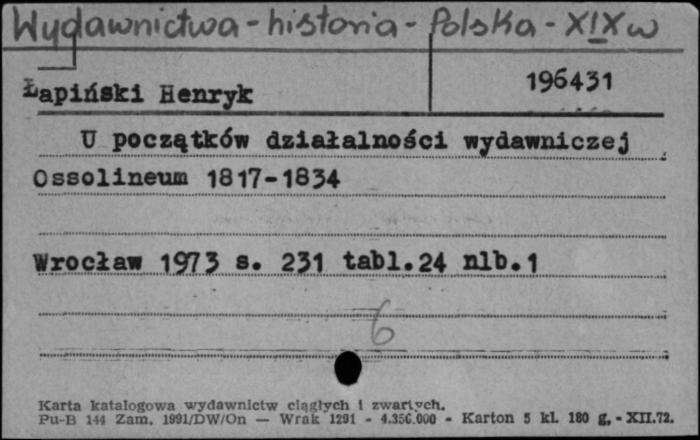 Wydawnictwa - historia - Polska - XIX w
196431
Łapiński Henryk
U początków działalności wydawniczej
Ossolineum 1817-1834
Wrocław 1973 s. 231 tabl.24 nlb.1
6
Karta katalogowa wydawnictw ciągłych i zwartych.
Pu-B 144 Zam. 1991/DW/On — Wrak 1291 - 4.356.000 - Karton 5 kl. 180 g. - XII.72.